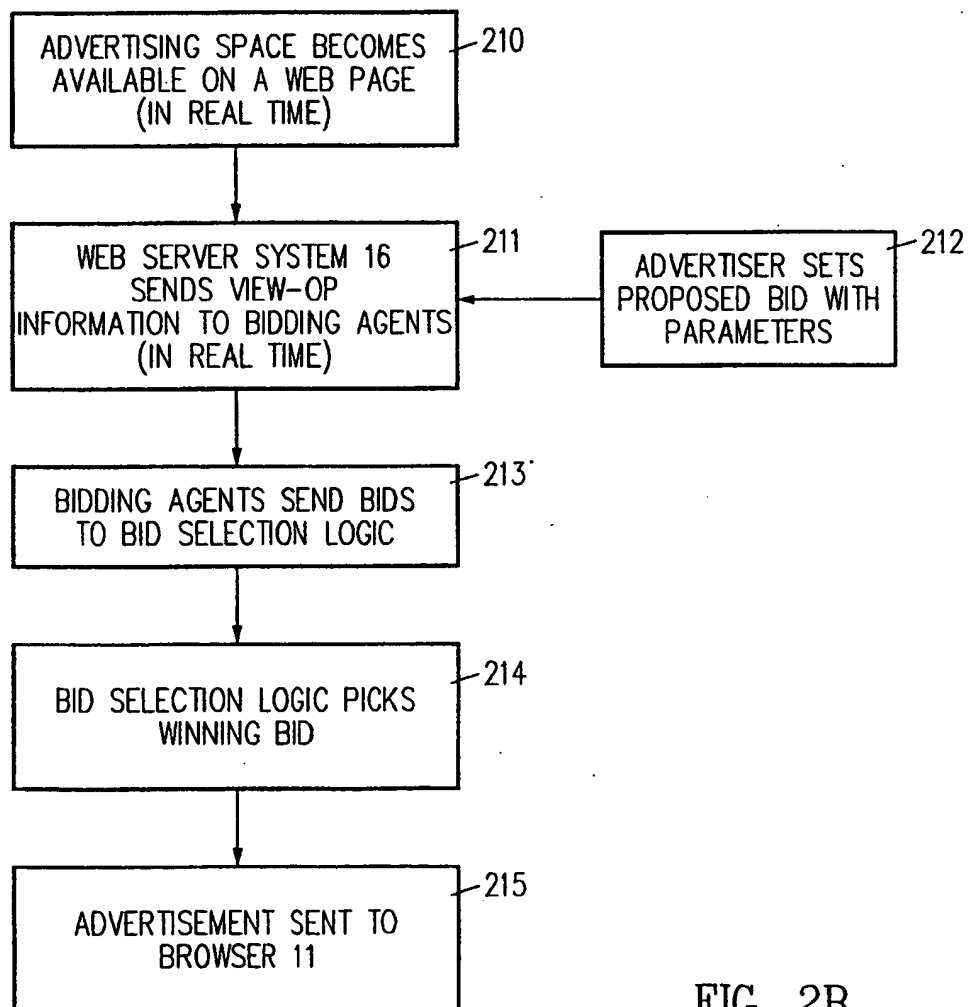 ADVERTISING SPACE BECOMES
AVAILABLE ON A WEB PAGE
(IN REAL TIME)
210
WEB SERVER SYSTEM 16
SENDS VIEW-OP
INFORMATION TO BIDDING AGENTS
(IN REAL TIME)
211
ADVERTISER SETS
PROPOSED BID WITH
PARAMETERS
212
BIDDING AGENTS SEND BIDS
TO BID SELECTION LOGIC
213
BID SELECTION LOGIC PICKS
WINNING BID
214
ADVERTISEMENT SENT TO
BROWSER 11
215
FIG. 2B